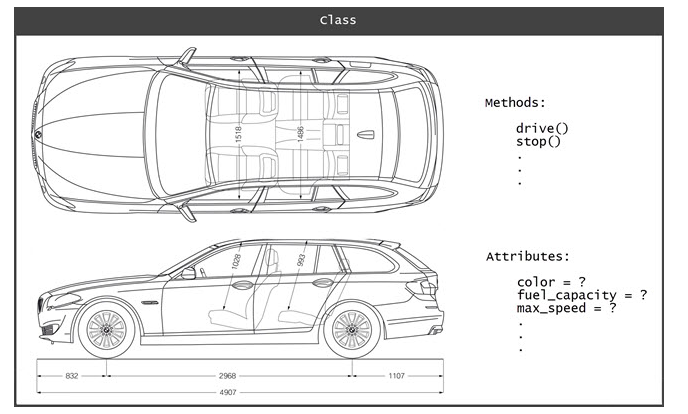 Class
1518
1486
Methods:
drive()
stop()
.
.
.
1028
993
Attributes:
color = ?
fuel_capacity = ?
max_speed = ?
.
.
.
832
2968
1107
4907